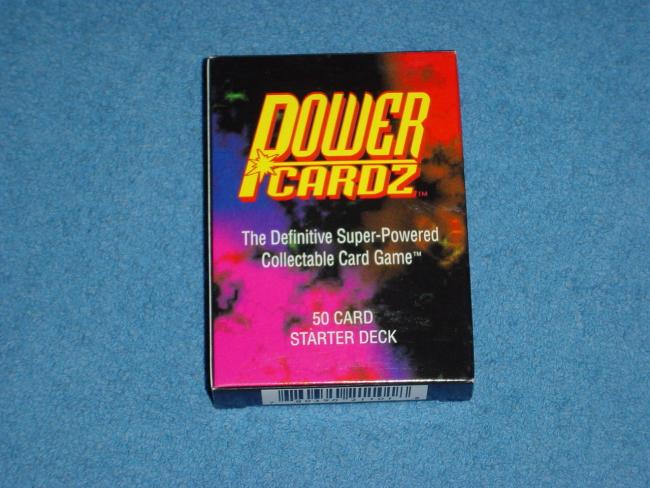 POWER
CARDZ™
The Definitive Super-Powered
Collectable Card Game™
50 CARD
STARTER DECK